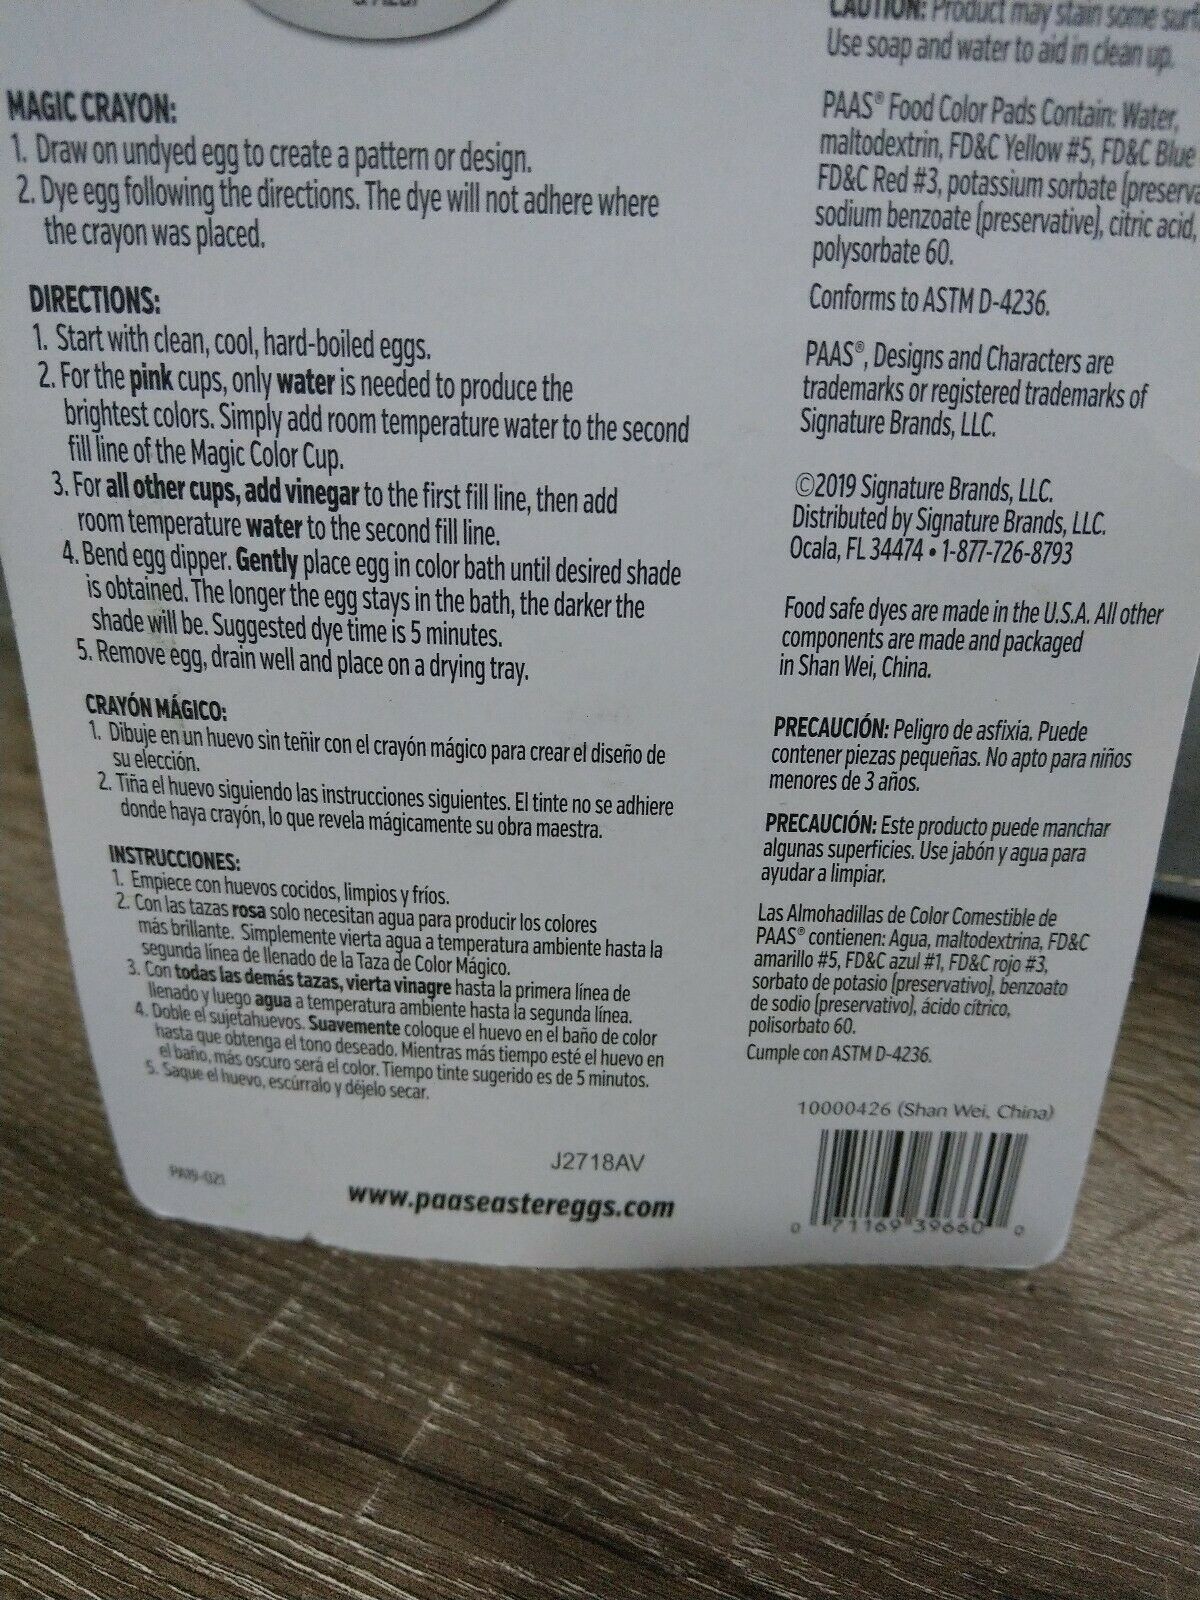 & Azul
MAGIC CRAYON:
1. Draw on undyed egg to create a pattern or design.
2. Dye egg following the directions. The dye will not adhere where
the crayon was placed.
DIRECTIONS:
1. Start with clean, cool, hard-boiled eggs.
2. For the pink cups, only water is needed to produce the
brightest colors. Simply add room temperature water to the second
fill line of the Magic Color Cup.
3. For all other cups, add vinegar to the first fill line, then add
room temperature water to the second fill line.
4. Bend egg dipper. Gently place egg in color bath until desired shade
is obtained. The longer the egg stays in the bath, the darker the
shade will be. Suggested dye time is 5 minutes.
5. Remove egg, drain well and place on a drying tray.
CRAYÓN MÁGICO:
1. Dibuje en un huevo sin teñir con el crayón mágico para crear el diseño de
su elección.
2. Tiña el huevo siguiendo las instrucciones siguientes. El tinte no se adhiere
donde haya crayón, lo que revela mágicamente su obra maestra.
INSTRUCCIONES:
1. Empiece con huevos cocidos, limpios y fríos.
2. Con las tazas rosa solo necesitan agua para producir los colores
más brillante. Simplemente vierta agua a temperatura ambiente hasta la
segunda línea de llenado de la Taza de Color Mágico.
3. Con todas las demás tazas, vierta vinagre hasta la primera línea de
llenado y luego agua a temperatura ambiente hasta la segunda línea.
4. Doble el sujetahuevos. Suavemente coloque el huevo en el baño de color
hasta que obtenga el tono deseado. Mientras más tiempo esté el huevo en
el baño, más oscuro será el color. Tiempo tinte sugerido es de 5 minutos.
5. Saque el huevo, escúrralo y déjelo secar.
PA19-021
J2718AV
www.paaseastereggs.com
CAUTION: Product may stain some
Use soap and water to aid in clean up.
PAAS® Food Color Pads Contain: Water,
maltodextrin, FD&C Yellow #5, FD&C Blue
FD&C Red #3, potassium sorbate (preserva
sodium benzoate (preservative), citric acid,
polysorbate 60.
Conforms to ASTM D-4236.
PAAS®, Designs and Characters are
trademarks or registered trademarks of
Signature Brands, LLC.
©2019 Signature Brands, LLC.
Distributed by Signature Brands, LLC.
Ocala, FL 34474 • 1-877-726-8793
Food safe dyes are made in the U.S.A. All other
components are made and packaged
in Shan Wei, China.
PRECAUCIÓN: Peligro de asfixia. Puede
contener piezas pequeñas. No apto para niños
menores de 3 años.
PRECAUCIÓN: Este producto puede manchar
algunas superficies. Use jabón y agua para
ayudar a limpiar.
Las Almohadillas de Color Comestible de
PAAS® contienen: Agua, maltodextrina, FD&C
amarillo #5, FD&C azul #1, FD&C rojo #3,
sorbato de potasio (preservativo), benzoato
de sodio (preservativo), ácido cítrico,
polisorbato 60.
Cumple con ASTM D-4236.
10000426 (Shan Wei, China)
0 71169 39660 0